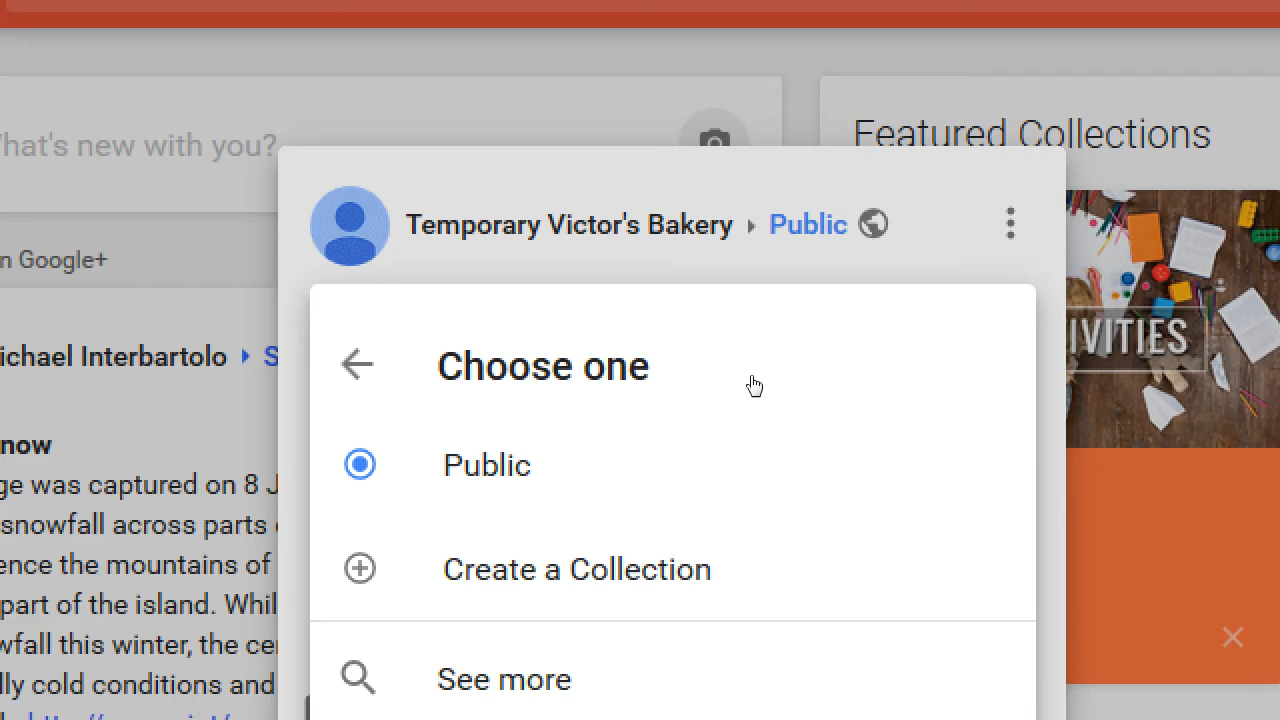 What's new with you?
Featured Collections
Temporary Victor's Bakery
Public
n Google+
IVITIES
ichael Interbartolo
S
Choose one
now
Public
ge was captured on 8 J
snowfall across parts
ence the mountains of
Create a Collection
part of the island. Whil
wfall this winter, the cer
lly cold conditions and
See more